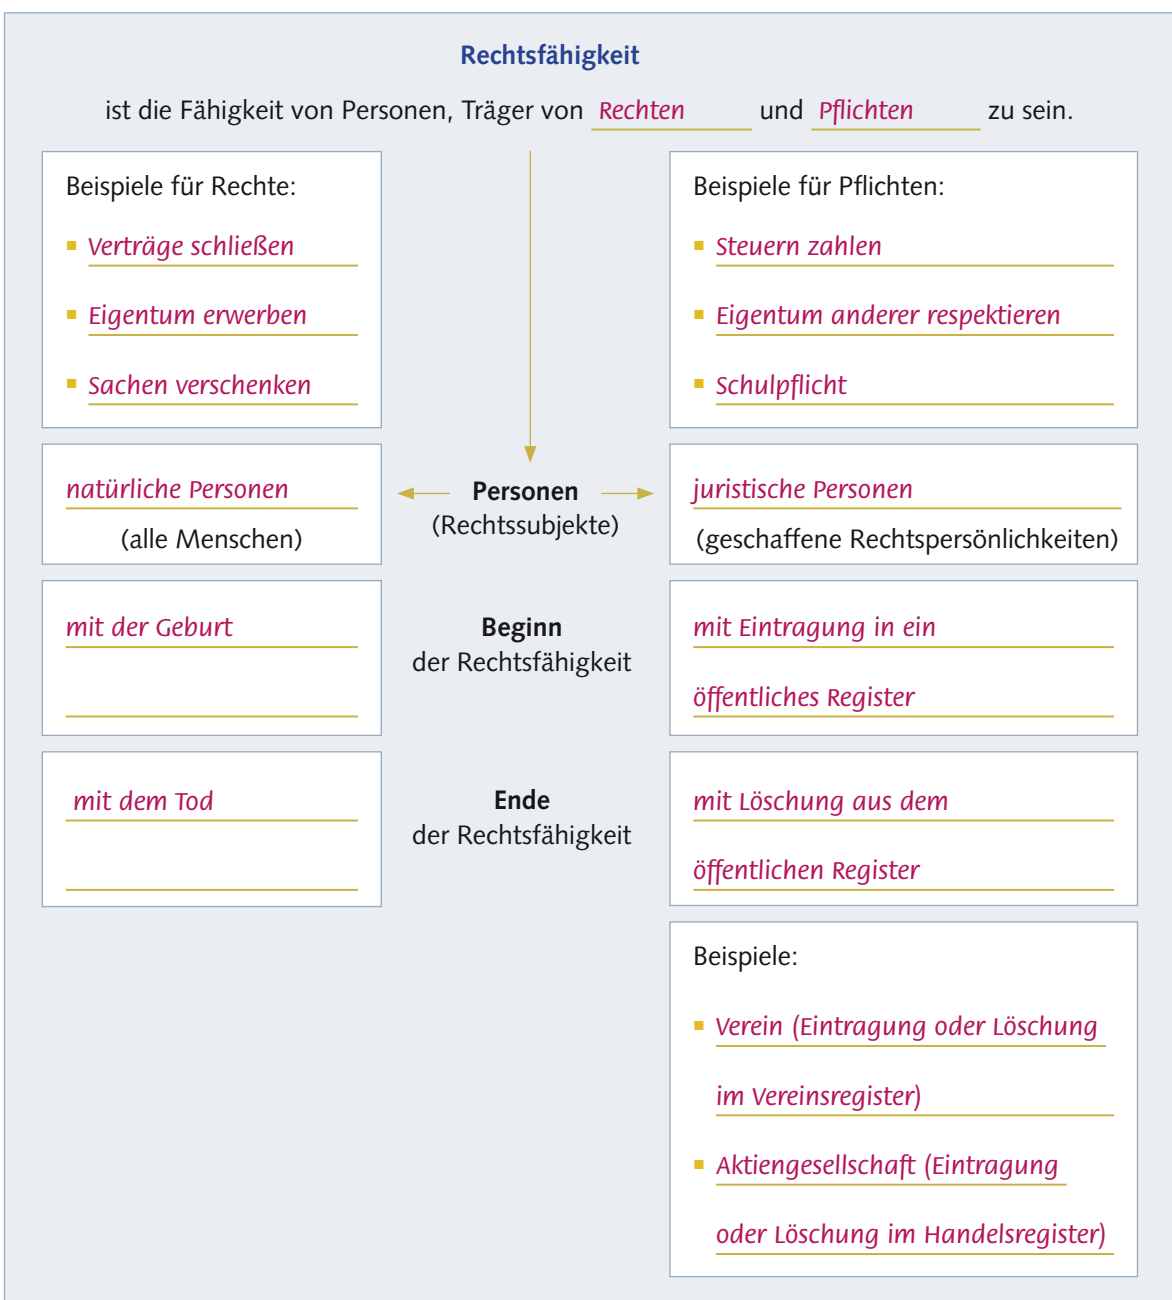 Rechtsfähigkeit
ist die Fähigkeit von Personen, Träger von Rechten und Pflichten zu sein.
Beispiele für Rechte:
Verträge schließen
Eigentum erwerben
Sachen verschenken
Beispiele für Pflichten:
Steuern zahlen
Eigentum anderer respektieren
Schulpflicht
natürliche Personen
(alle Menschen)
Personen
(Rechtssubjekte)
juristische Personen
(geschaffene Rechtspersönlichkeiten)
mit der Geburt
Beginn
der Rechtsfähigkeit
mit Eintragung in ein
öffentliches Register
mit dem Tod
Ende
der Rechtsfähigkeit
mit Löschung aus dem
öffentlichen Register
Beispiele:
Verein (Eintragung oder Löschung
im Vereinsregister)
Aktiengesellschaft (Eintragung
oder Löschung im Handelsregister)